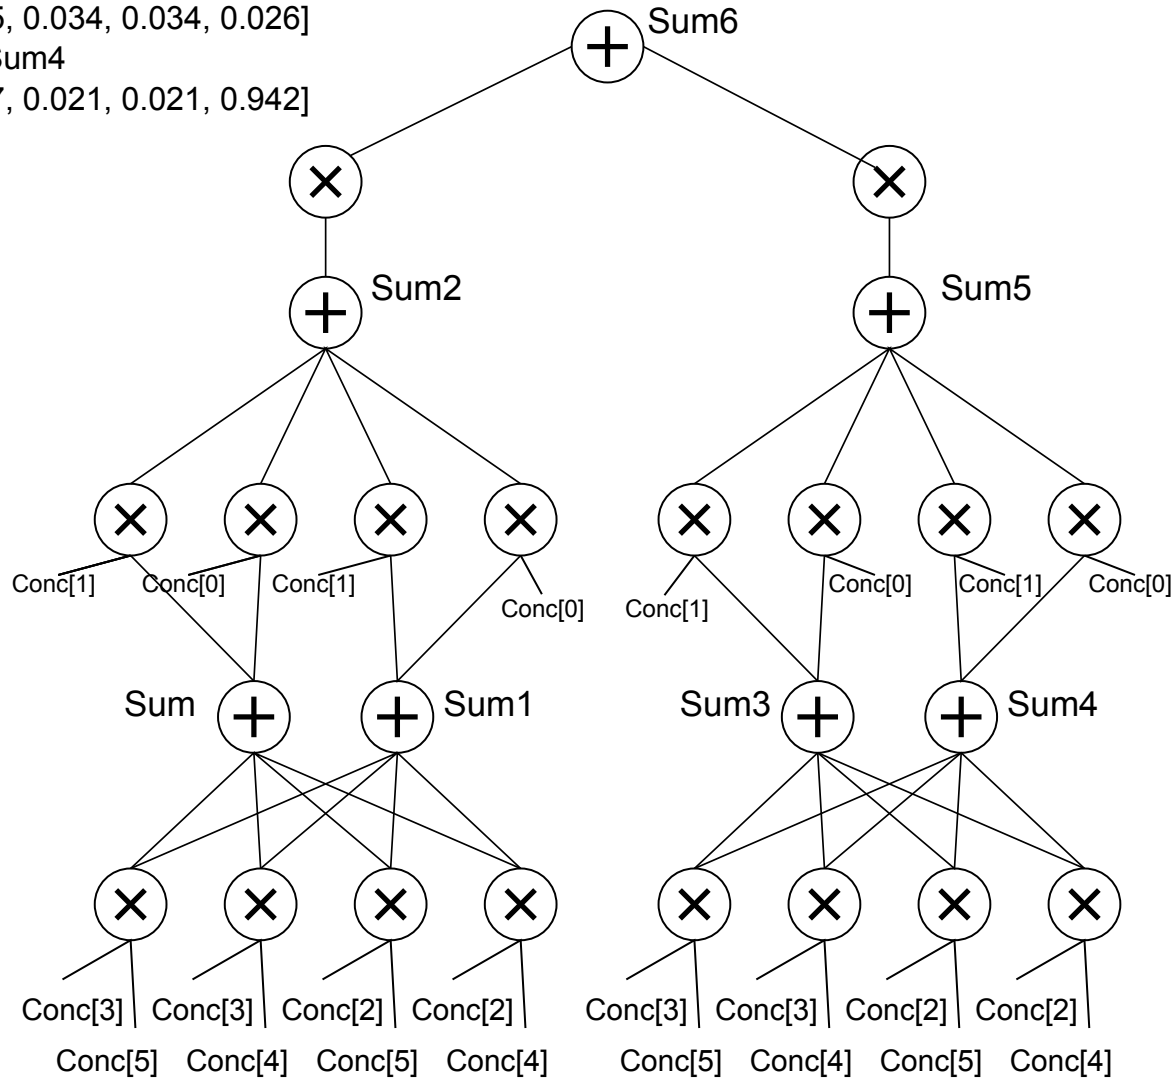 5, 0.034, 0.034, 0.026]
Sum6
Sum4
7, 0.021, 0.021, 0.942]
Sum2
Sum5
Conc[1] Conc[0] Conc[1] Conc[0] Conc[1] Conc[0] Conc[1] Conc[0]
Sum Sum1 Sum3 Sum4
Conc[3] Conc[3] Conc[2] Conc[2] Conc[3] Conc[3] Conc[2] Conc[2]
Conc[5] Conc[4] Conc[5] Conc[4] Conc[5] Conc[4] Conc[5] Conc[4]